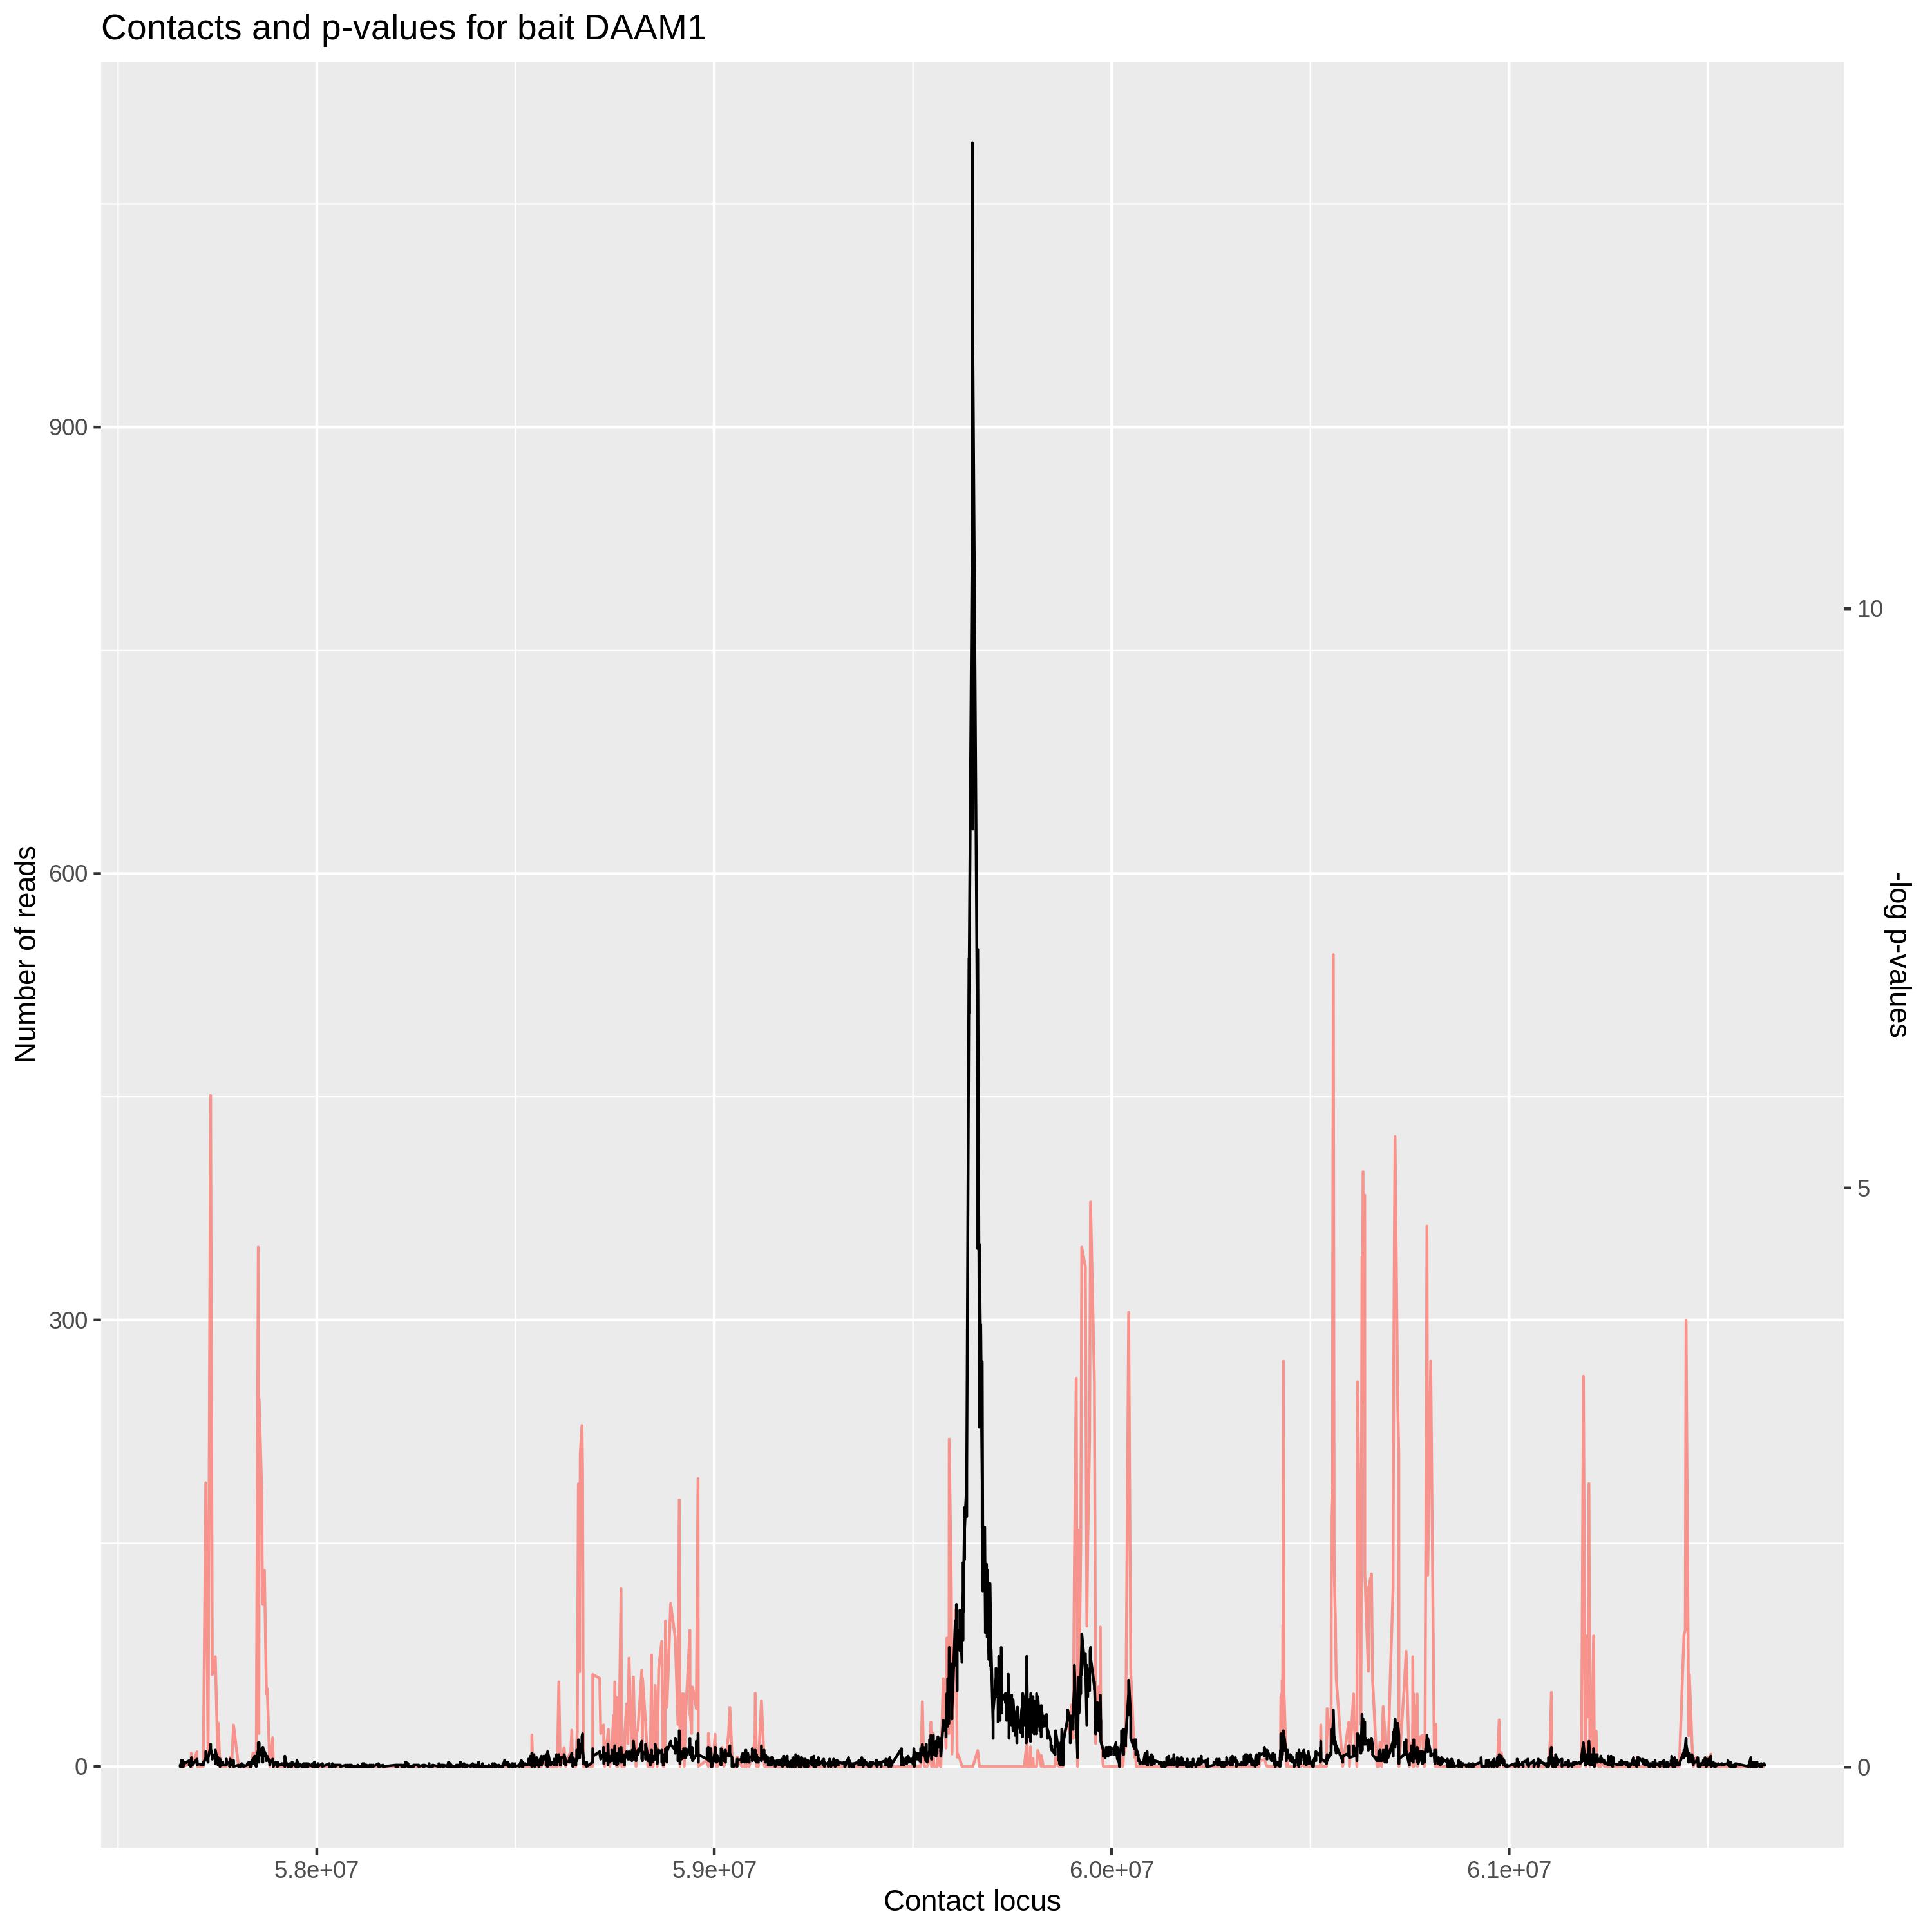 Contacts and p-values for bait DAAM1
Number of reads
900
600
300
0
10
5
0
-log p-values
5.8e+07 5.9e+07 6.0e+07 6.1e+07
Contact locus